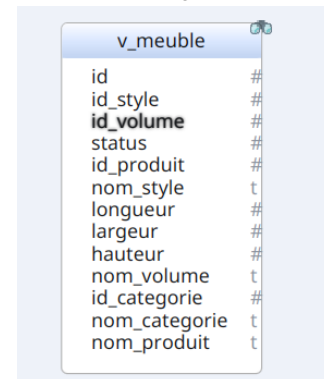 v_meuble
id #
id_style #
id_volume #
status #
id_produit #
nom_style t
longueur #
largeur #
hauteur #
nom_volume t
id_categorie #
nom_categorie t
nom_produit t